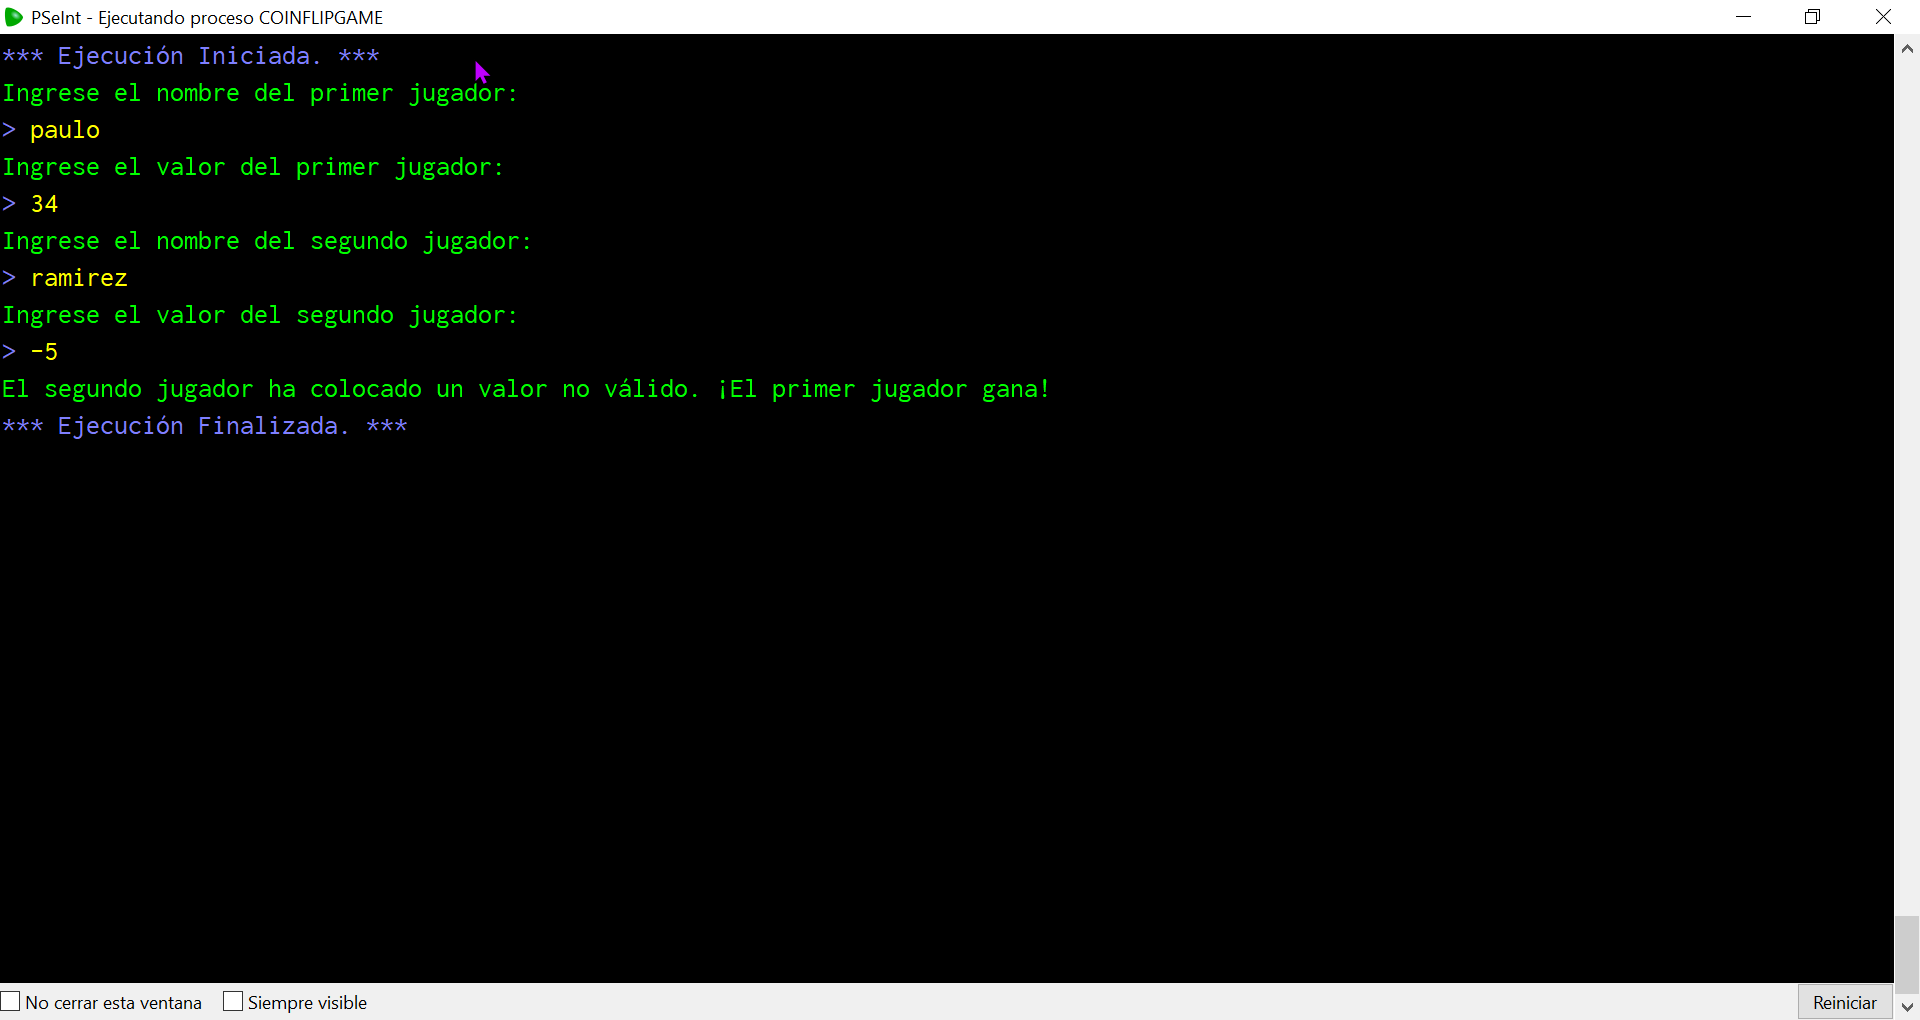 PSeInt - Ejecutando proceso COINFLIPGAME
*** Ejecución Iniciada. ***
Ingrese el nombre del primer jugador:
> paulo
Ingrese el valor del primer jugador:
> 34
Ingrese el nombre del segundo jugador:
> ramirez
Ingrese el valor del segundo jugador:
> -5
El segundo jugador ha colocado un valor no válido. ¡El primer jugador gana!
*** Ejecución Finalizada. ***
No cerrar esta ventana Siempre visible Reiniciar